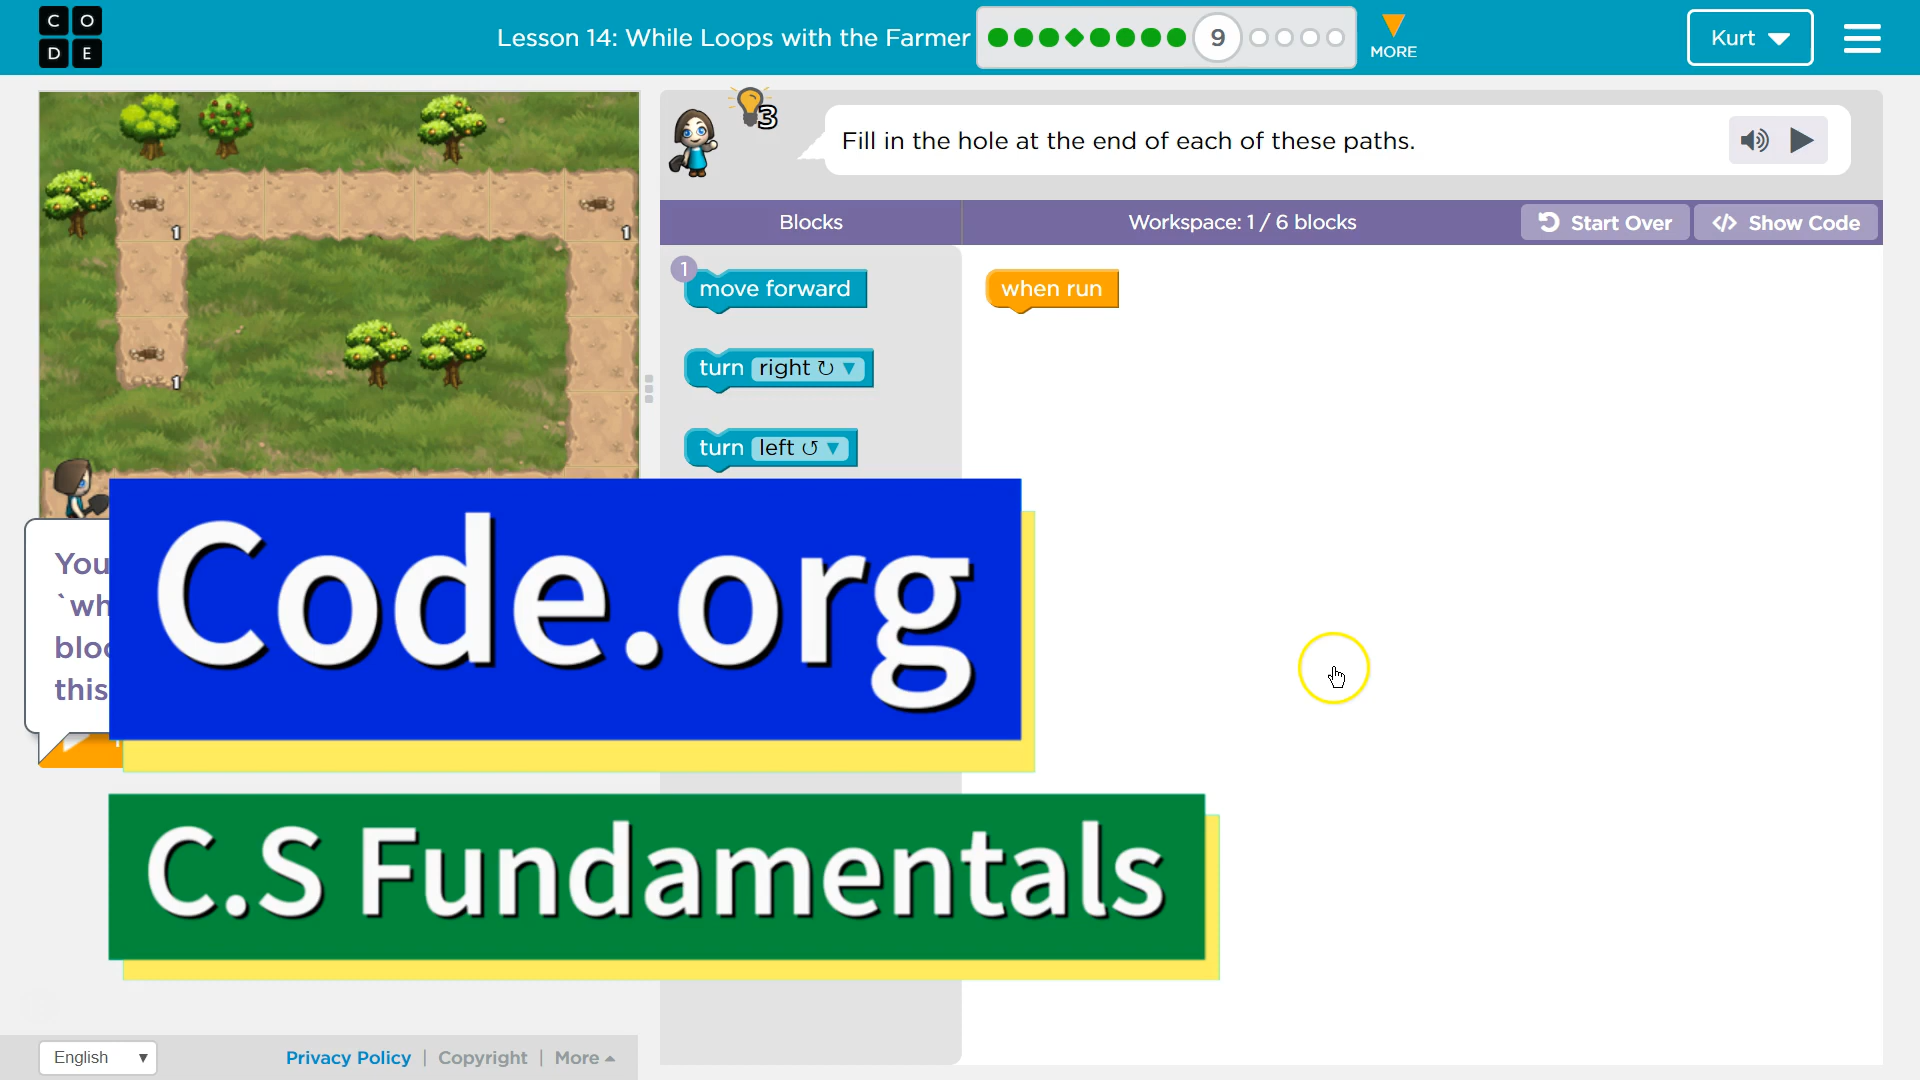 C O
D E
Lesson 14: While Loops with the Farmer
9
MORE
Kurt
3
Fill in the hole at the end of each of these paths.
Blocks
Workspace: 1 / 6 blocks
Start Over
</> Show Code
1
1
1
1
move forward
when run
turn right ↻ ▼
turn left ↺ ▼
You
`wh
bloc
this
Code.org
C.S Fundamentals
English
Privacy Policy | Copyright | More